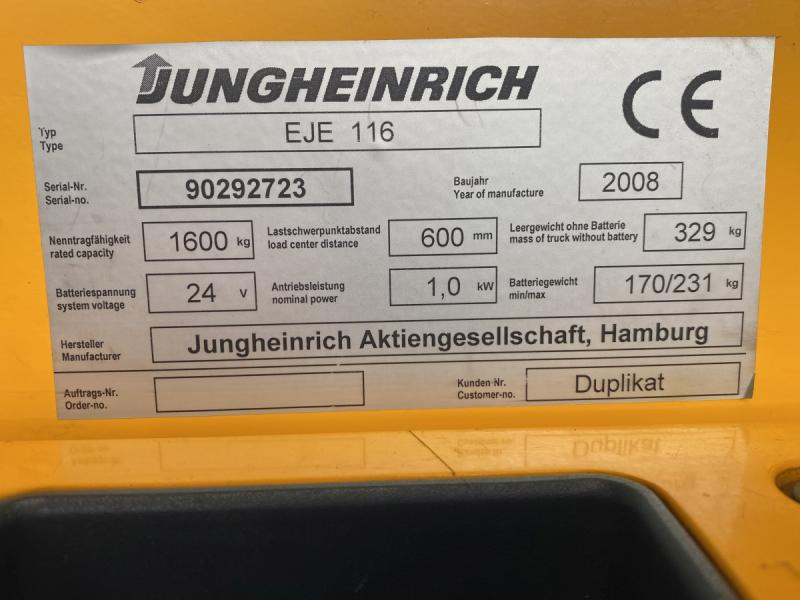 JUNGHEINRICH
CE
Typ
Type
EJE 116
Serial-Nr.
Serial-no.
90292723
Baujahr
Year of manufacture
2008
Nenntragfähigkeit
rated capacity
1600 kg
Lastschwerpunktabstand
load center distance
600 mm
Leergewicht ohne Batterie
mass of truck without battery
329 kg
Batteriespannung
system voltage
24 V
Antriebsleistung
nominal power
1,0 kW
Batteriegewicht
min/max
170/231 kg
Hersteller
Manufacturer
Jungheinrich Aktiengesellschaft, Hamburg
Auftrags-Nr.
Order-no.
Kunden-Nr.
Customer-no.
Duplikat